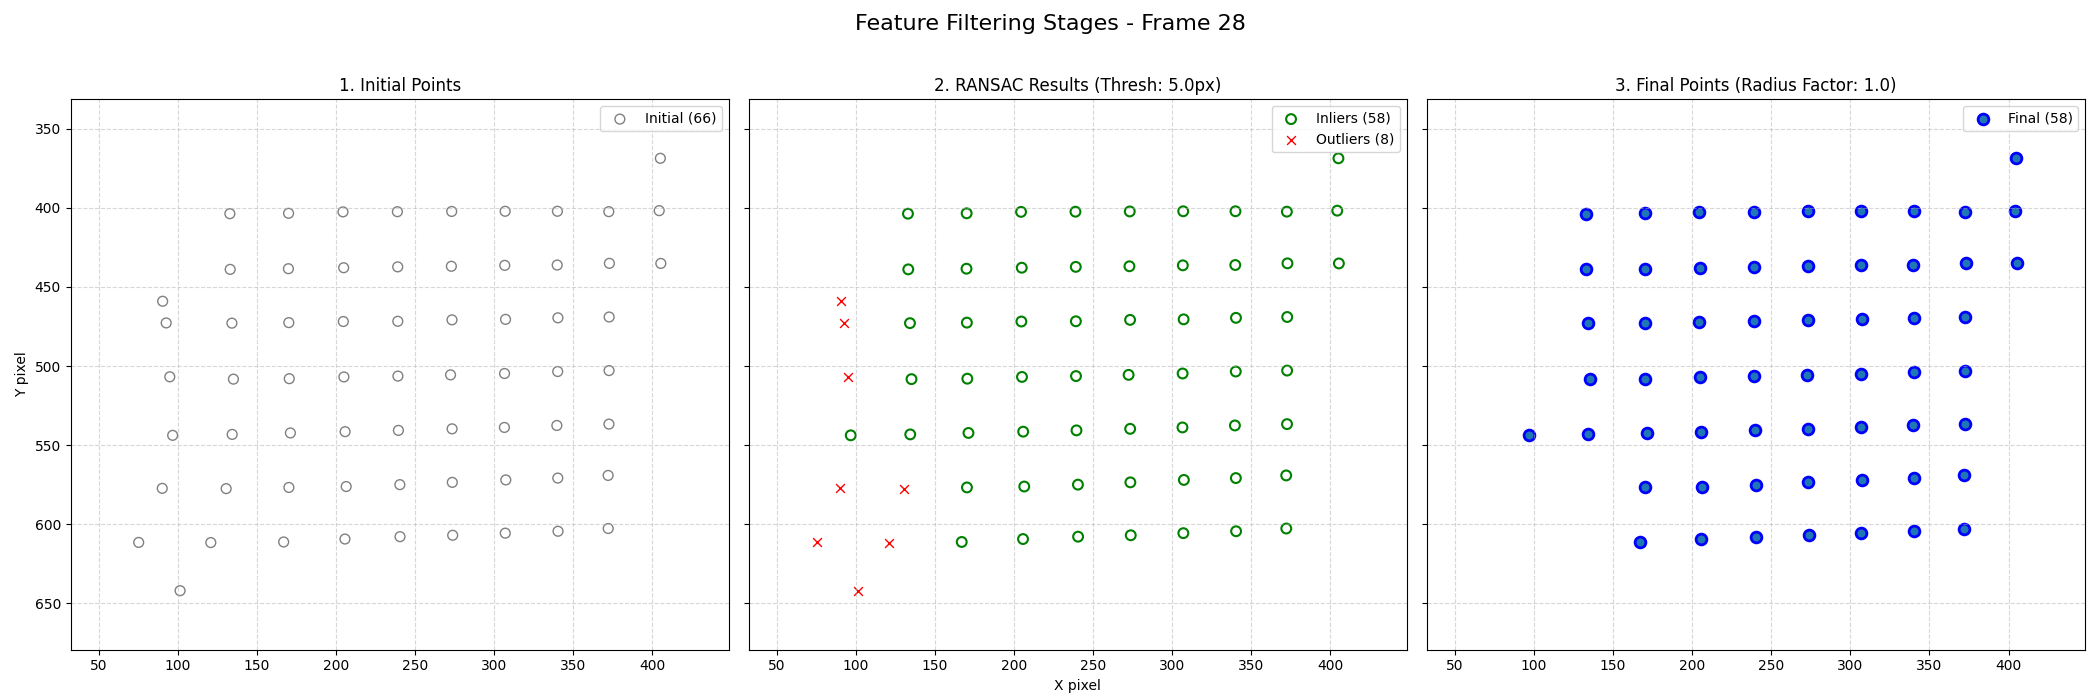 Feature Filtering Stages - Frame 28
1. Initial Points
Initial (66)
350
400
450
500
550
600
650
Y pixel
50 100 150 200 250 300 350 400
2. RANSAC Results (Thresh: 5.0px)
Inliers (58)
Outliers (8)
50 100 150 200 250 300 350 400
X pixel
3. Final Points (Radius Factor: 1.0)
Final (58)
50 100 150 200 250 300 350 400